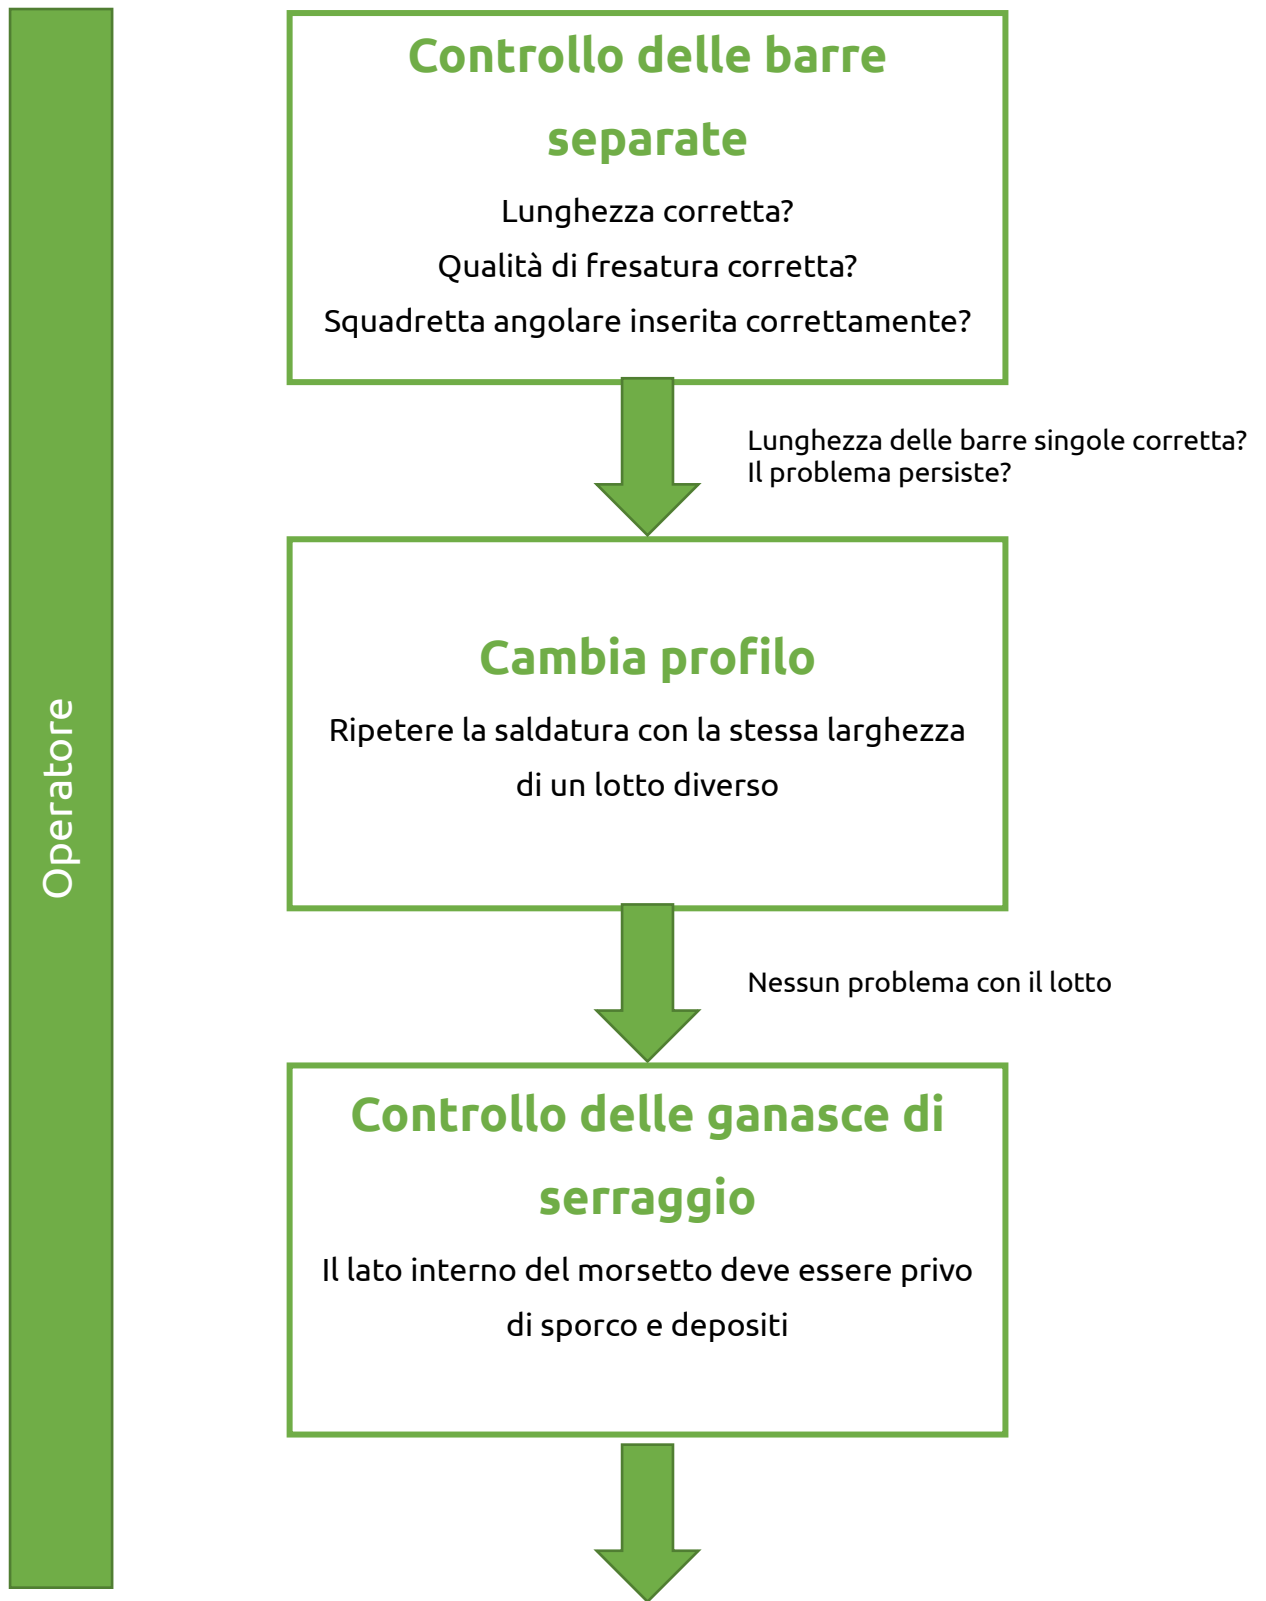 Operatore
Controllo delle barre
separate
Lunghezza corretta?
Qualità di fresatura corretta?
Squadretta angolare inserita correttamente?
Lunghezza delle barre singole corretta?
Il problema persiste?
Cambia profilo
Ripetere la saldatura con la stessa larghezza
di un lotto diverso
Nessun problema con il lotto
Controllo delle ganasce di
serraggio
Il lato interno del morsetto deve essere privo
di sporco e depositi